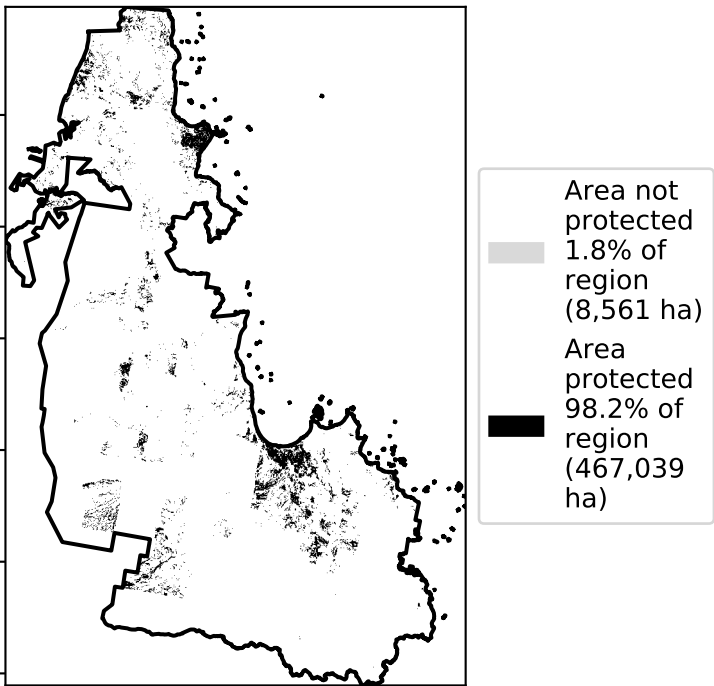 Area not
protected
1.8% of
region
(8,561 ha)
Area
protected
98.2% of
region
(467,039
ha)